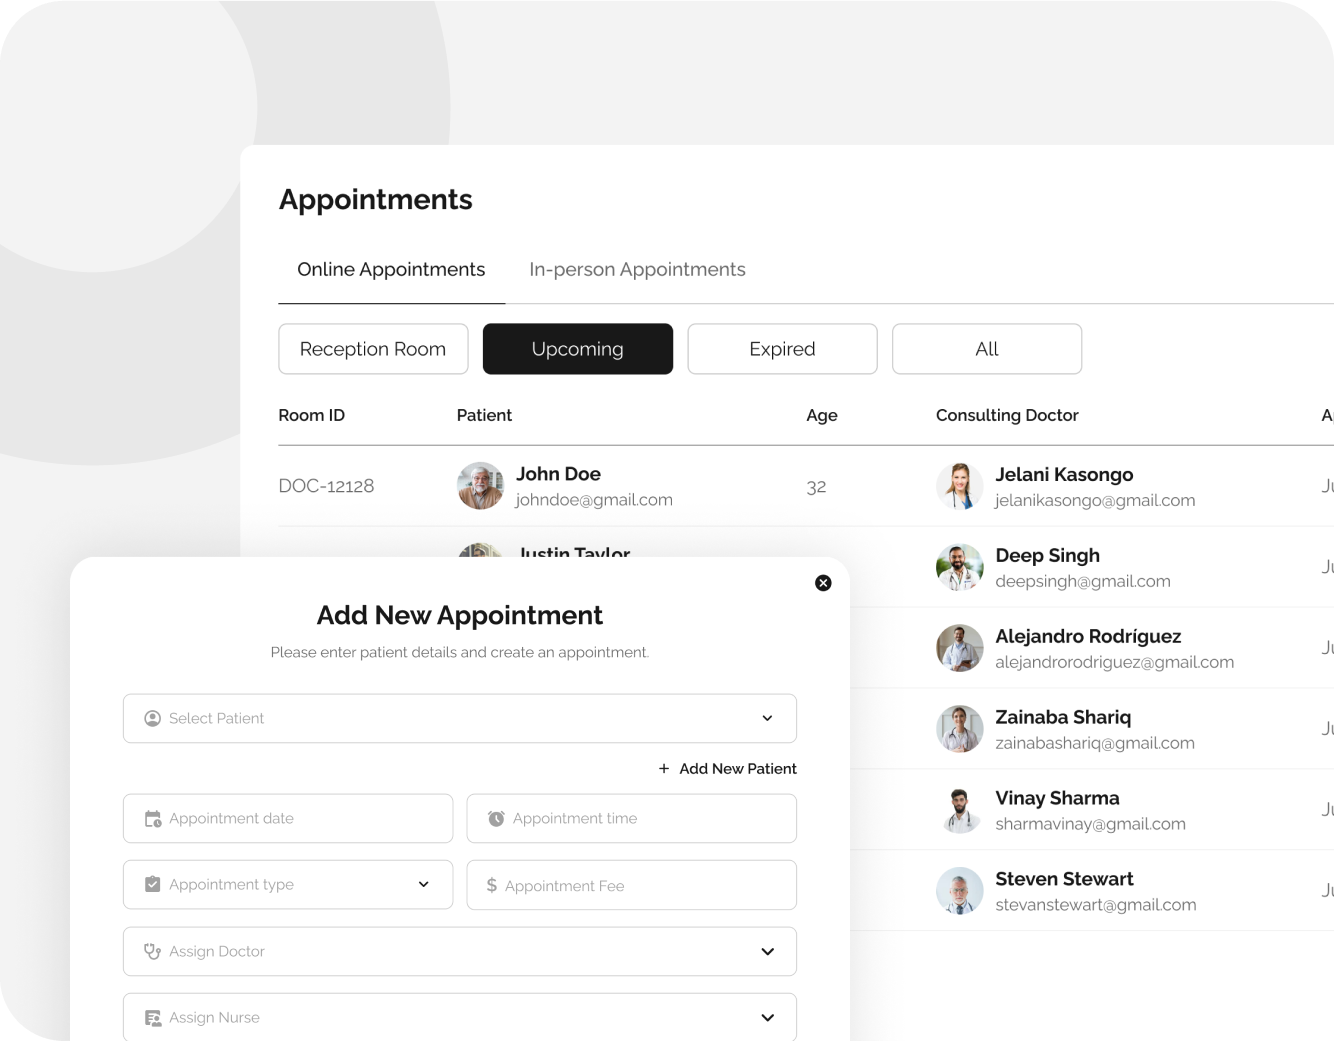 Appointments
Online Appointments In-person Appointments
Reception Room Upcoming Expired All
Room ID Patient Age Consulting Doctor
DOC-12128 John Doe 32 Jelani Kasongo
johndoe@gmail.com jelanikasongo@gmail.com
Justin Taylor Deep Singh
deepsingh@gmail.com
Alejandro Rodríguez
alejandrorodriguez@gmail.com
Zainaba Shariq
zainabashariq@gmail.com
Vinay Sharma
sharmavinay@gmail.com
Steven Stewart
stevanstewart@gmail.com
Add New Appointment
Please enter patient details and create an appointment.
Select Patient
+ Add New Patient
Appointment date Appointment time
Appointment type $ Appointment Fee
Assign Doctor
Assign Nurse